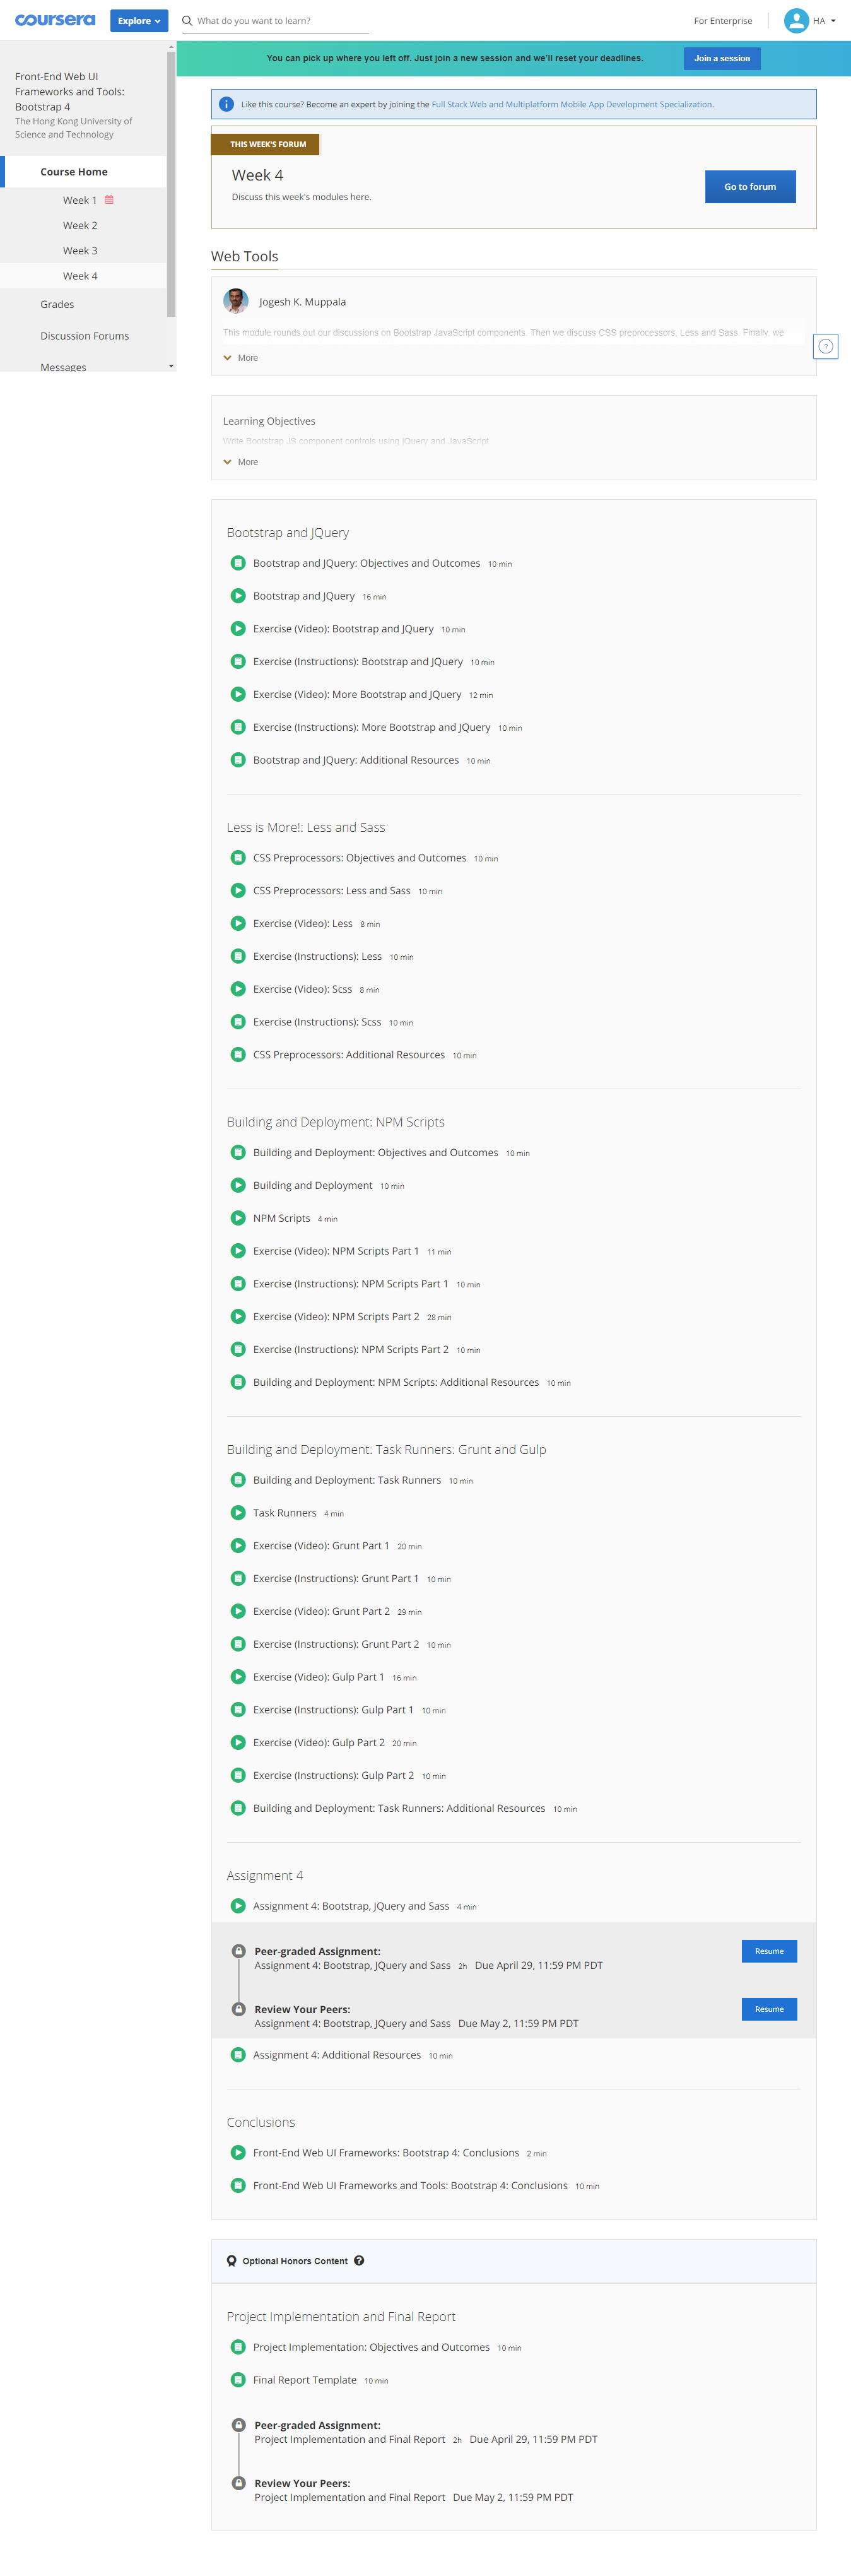 coursera
Explore
What do you want to learn?
For Enterprise
HA
Front-End Web UI
Frameworks and Tools:
Bootstrap 4
The Hong Kong University of
Science and Technology
Course Home
Week 1
Week 2
Week 3
Week 4
Grades
Discussion Forums
Messages
You can pick up where you left off. Just join a new session and we'll reset your deadlines.
Join a session
Like this course? Become an expert by joining the Full Stack Web and Multiplatform Mobile App Development Specialization.
THIS WEEK'S FORUM
Week 4
Discuss this week's modules here.
Go to forum
Web Tools
Jogesh K. Muppala
This module rounds out our discussions on Bootstrap JavaScript components. Then we discuss CSS preprocessors, Less and Sass. Finally, we
More
?
Learning Objectives
Write Bootstrap JS component controls using jQuery and JavaScript
More
Bootstrap and JQuery
Bootstrap and JQuery: Objectives and Outcomes 10 min
Bootstrap and JQuery 16 min
Exercise (Video): Bootstrap and JQuery 10 min
Exercise (Instructions): Bootstrap and JQuery 10 min
Exercise (Video): More Bootstrap and JQuery 12 min
Exercise (Instructions): More Bootstrap and JQuery 10 min
Bootstrap and JQuery: Additional Resources 10 min
Less is More!: Less and Sass
CSS Preprocessors: Objectives and Outcomes 10 min
CSS Preprocessors: Less and Sass 10 min
Exercise (Video): Less 8 min
Exercise (Instructions): Less 10 min
Exercise (Video): Scss 8 min
Exercise (Instructions): Scss 10 min
CSS Preprocessors: Additional Resources 10 min
Building and Deployment: NPM Scripts
Building and Deployment: Objectives and Outcomes 10 min
Building and Deployment 10 min
NPM Scripts 4 min
Exercise (Video): NPM Scripts Part 1 11 min
Exercise (Instructions): NPM Scripts Part 1 10 min
Exercise (Video): NPM Scripts Part 2 28 min
Exercise (Instructions): NPM Scripts Part 2 10 min
Building and Deployment: NPM Scripts: Additional Resources 10 min
Building and Deployment: Task Runners: Grunt and Gulp
Building and Deployment: Task Runners 10 min
Task Runners 4 min
Exercise (Video): Grunt Part 1 20 min
Exercise (Instructions): Grunt Part 1 10 min
Exercise (Video): Grunt Part 2 29 min
Exercise (Instructions): Grunt Part 2 10 min
Exercise (Video): Gulp Part 1 16 min
Exercise (Instructions): Gulp Part 1 10 min
Exercise (Video): Gulp Part 2 20 min
Exercise (Instructions): Gulp Part 2 10 min
Building and Deployment: Task Runners: Additional Resources 10 min
Assignment 4
Assignment 4: Bootstrap, JQuery and Sass 4 min
Peer-graded Assignment:
Assignment 4: Bootstrap, JQuery and Sass 2h Due April 29, 11:59 PM PDT
Resume
Review Your Peers:
Assignment 4: Bootstrap, JQuery and Sass Due May 2, 11:59 PM PDT
Resume
Assignment 4: Additional Resources 10 min
Conclusions
Front-End Web UI Frameworks: Bootstrap 4: Conclusions 2 min
Front-End Web UI Frameworks and Tools: Bootstrap 4: Conclusions 10 min
Optional Honors Content ?
Project Implementation and Final Report
Project Implementation: Objectives and Outcomes 10 min
Final Report Template 10 min
Peer-graded Assignment:
Project Implementation and Final Report 2h Due April 29, 11:59 PM PDT
Review Your Peers:
Project Implementation and Final Report Due May 2, 11:59 PM PDT